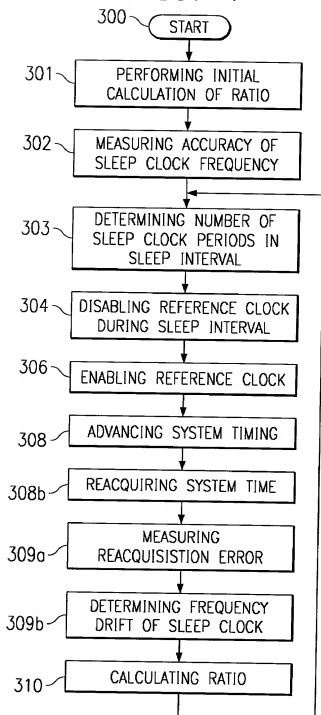 300
START
301
PERFORMING INITIAL
CALCULATION OF RATIO
302
MEASURING ACCURACY OF
SLEEP CLOCK FREQUENCY
303
DETERMINING NUMBER OF
SLEEP CLOCK PERIODS IN
SLEEP INTERVAL
304
DISABLING REFERENCE CLOCK
DURING SLEEP INTERVAL
306
ENABLING REFERENCE CLOCK
308
ADVANCING SYSTEM TIMING
308b
REACQUIRING SYSTEM TIME
309a
MEASURING
REACQUISISTION ERROR
309b
DETERMINING FREQUENCY
DRIFT OF SLEEP CLOCK
310
CALCULATING RATIO